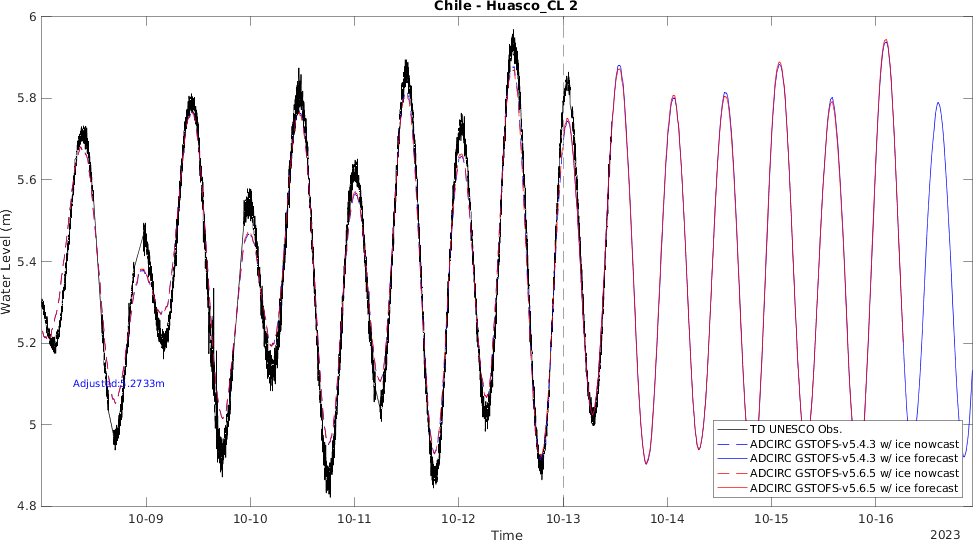 Chile - Huasco_CL 2
6
5.8
5.6
5.4
5.2
5
4.8
Water Level (m)
Adjusted:5.2733m
TD UNESCO Obs.
ADCIRC GSTOFS-v5.4.3 w/ ice nowcast
ADCIRC GSTOFS-v5.4.3 w/ ice forecast
ADCIRC GSTOFS-v5.6.5 w/ ice nowcast
ADCIRC GSTOFS-v5.6.5 w/ ice forecast
10-09
10-10
10-11
10-12
10-13
10-14
10-15
10-16
Time
2023